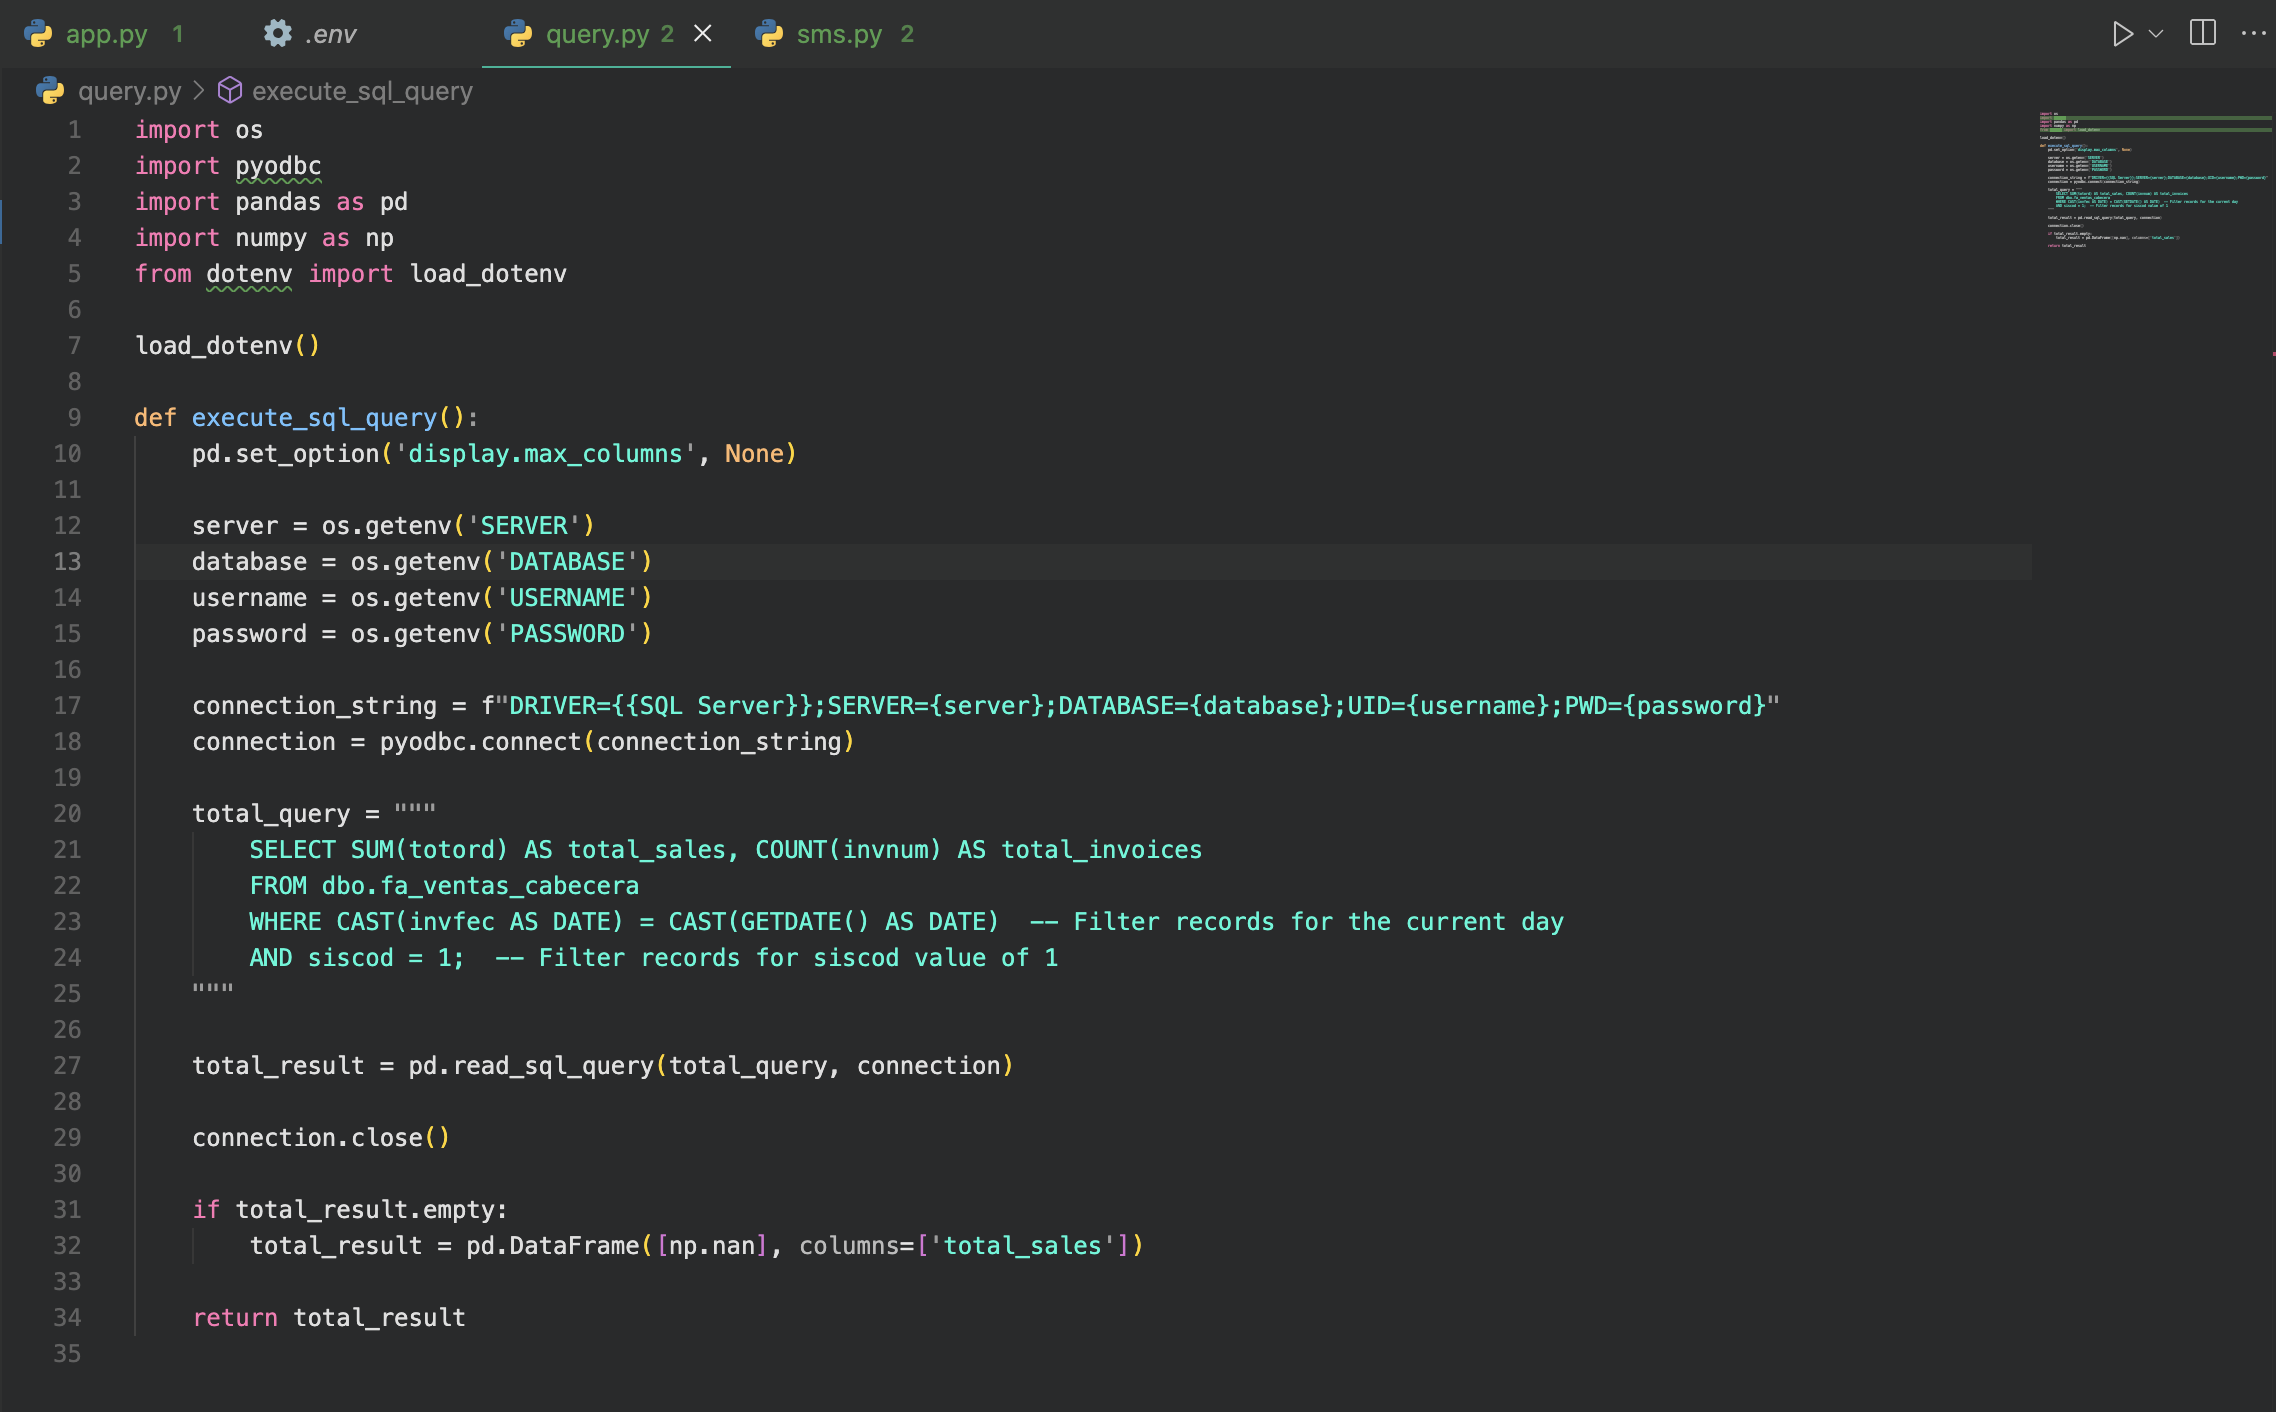 app.py 1 .env query.py 2 sms.py 2
query.py > execute_sql_query
1 import os
2 import pyodbc
3 import pandas as pd
4 import numpy as np
5 from dotenv import load_dotenv
6
7 load_dotenv()
8
9 def execute_sql_query():
10 pd.set_option('display.max_columns', None)
11
12 server = os.getenv('SERVER')
13 database = os.getenv('DATABASE')
14 username = os.getenv('USERNAME')
15 password = os.getenv('PASSWORD')
16
17 connection_string = f"DRIVER={{SQL Server}};SERVER={server};DATABASE={database};UID={username};PWD={password}"
18 connection = pyodbc.connect(connection_string)
19
20 total_query = """
21 SELECT SUM(totord) AS total_sales, COUNT(invnum) AS total_invoices
22 FROM dbo.fa_ventas_cabecera
23 WHERE CAST(invfec AS DATE) = CAST(GETDATE() AS DATE)  -- Filter records for the current day
24 AND siscod = 1;  -- Filter records for siscod value of 1
25 """
26
27 total_result = pd.read_sql_query(total_query, connection)
28
29 connection.close()
30
31 if total_result.empty:
32 total_result = pd.DataFrame([np.nan], columns=['total_sales'])
33
34 return total_result
35